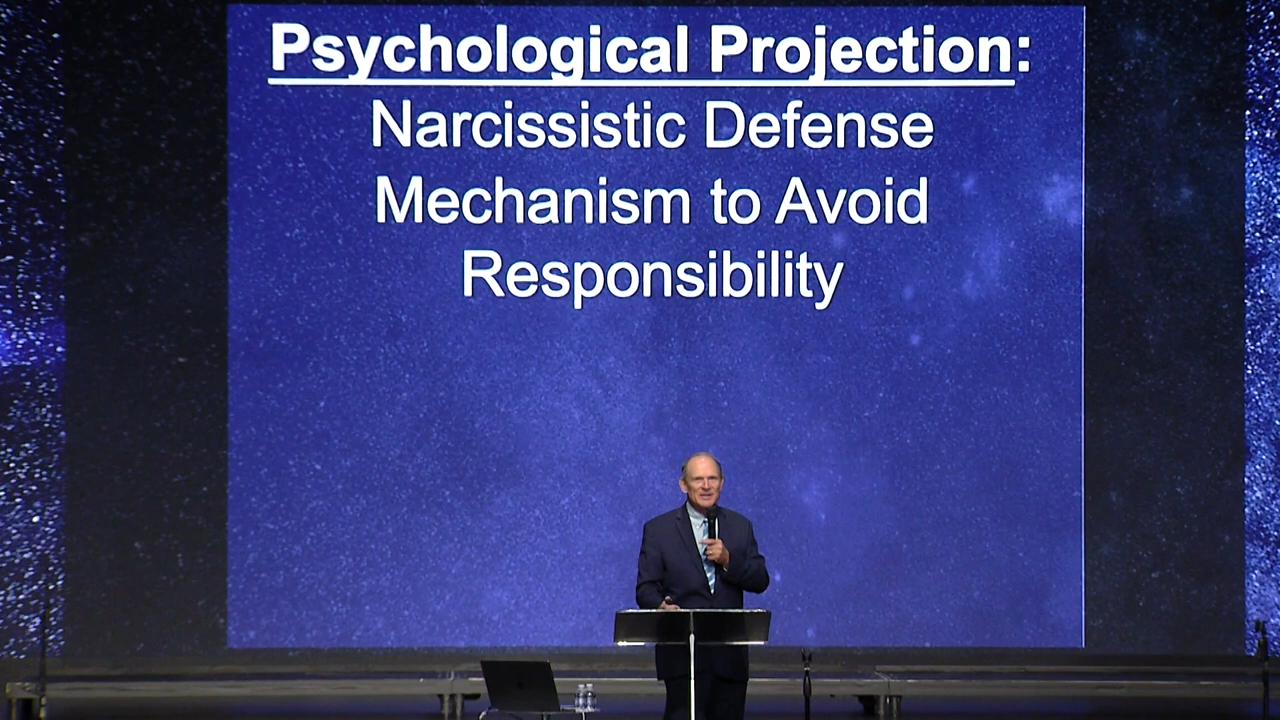 Psychological Projection:
Narcissistic Defense
Mechanism to Avoid
Responsibility